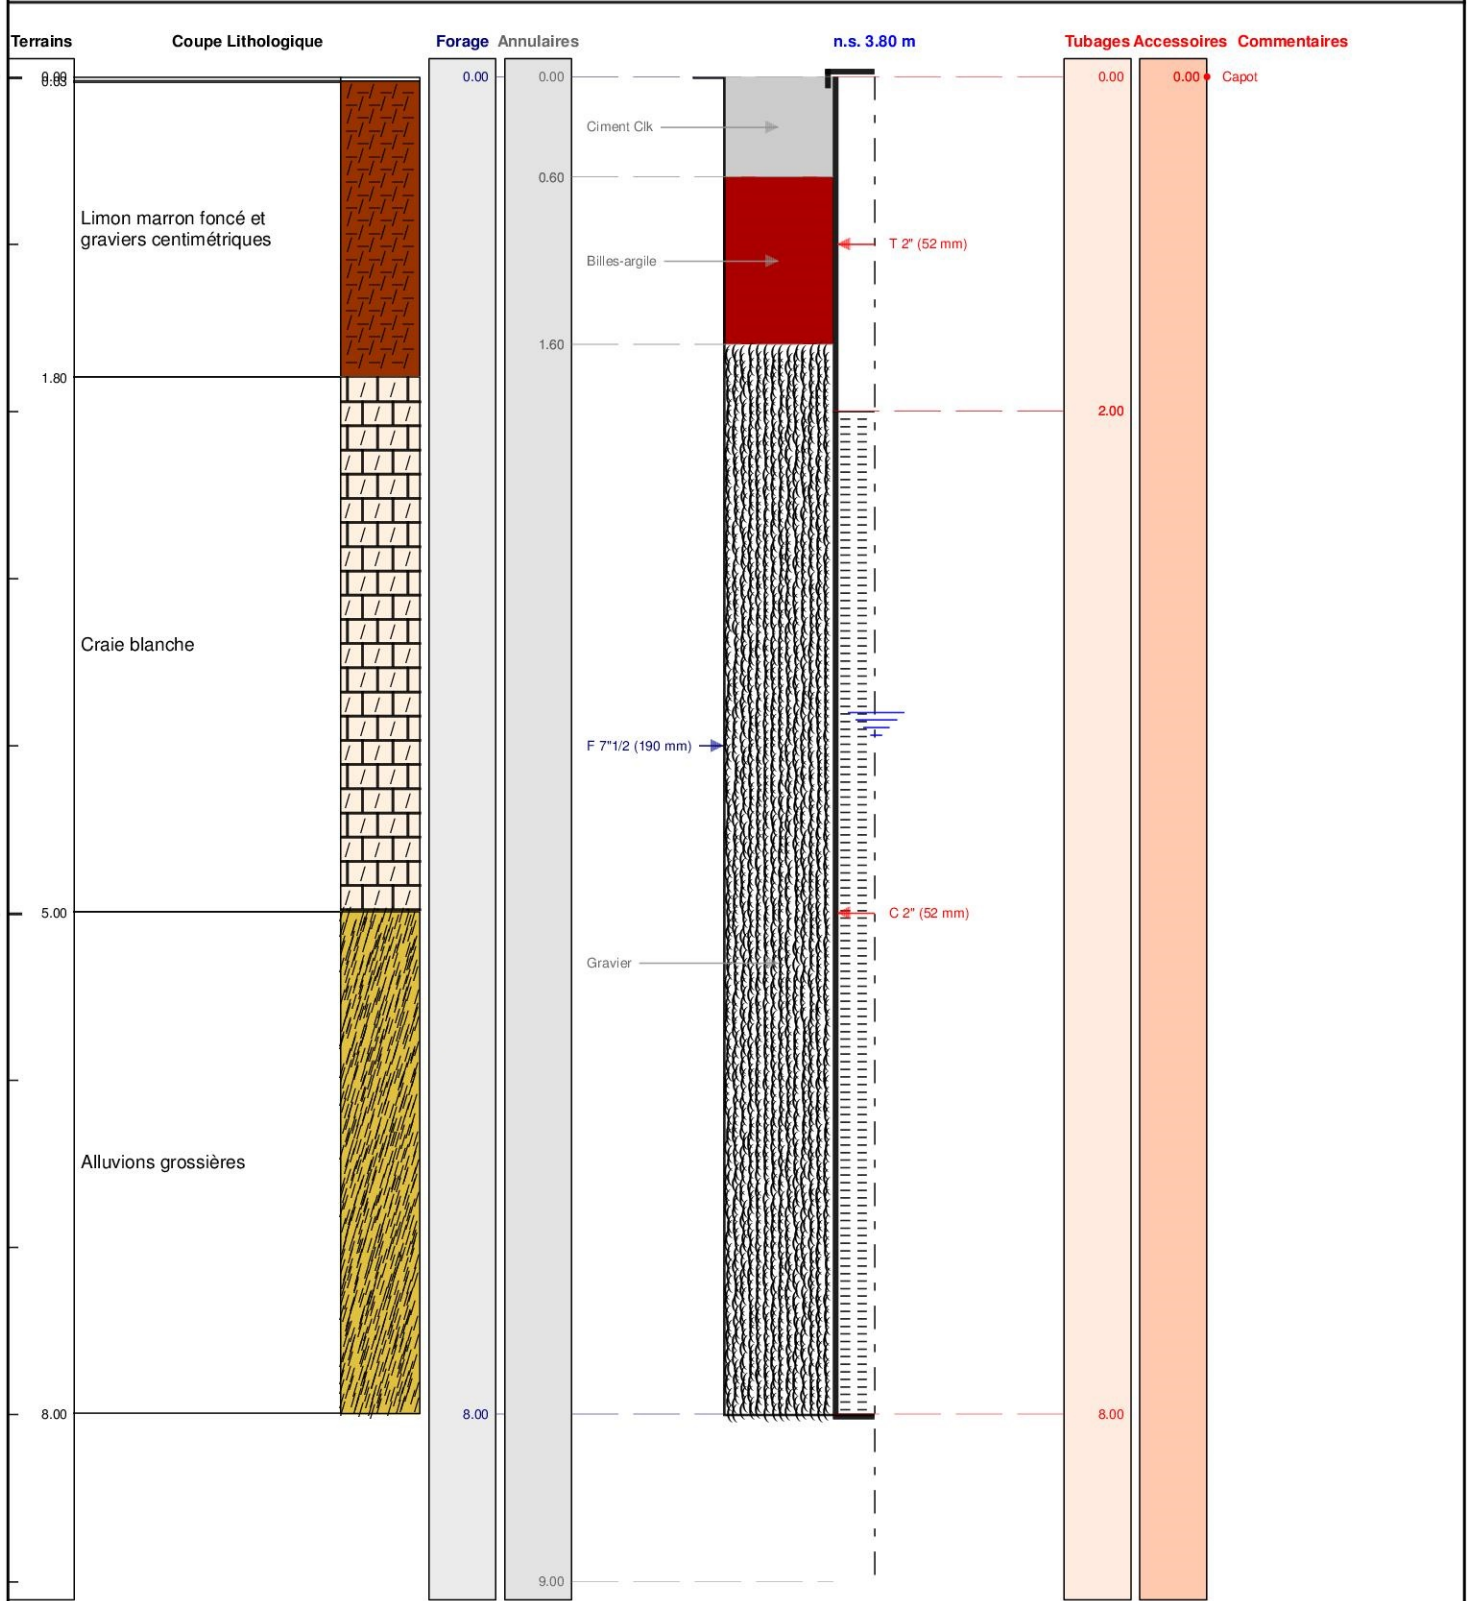 Terrains Coupe Lithologique Forage Annulaires n.s. 3.80 m Tubages Accessoires Commentaires
0.00 0.00 0.00 0.00 0.00 Capot
0.03
Ciment Clk
0.60
Limon marron foncé et
graviers centimétriques
T 2" (52 mm)
Billes-argile
1.60
1.80
2.00
Craie blanche
F 7"1/2 (190 mm)
5.00
C 2" (52 mm)
Gravier
Alluvions grossières
8.00 8.00 8.00
9.00